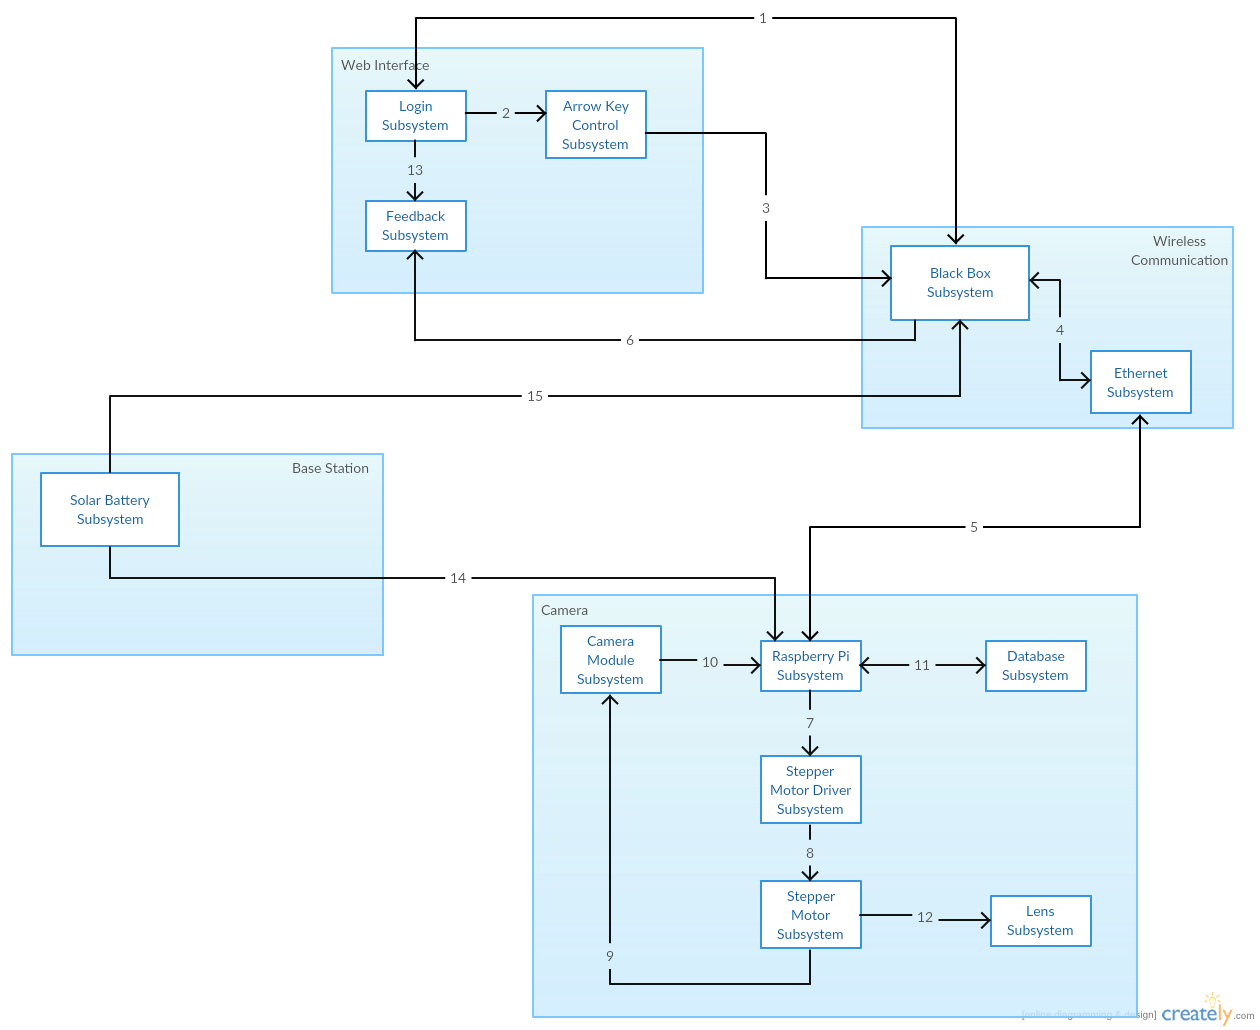 1
Web Interface
Login
Subsystem
2
Arrow Key
Control
Subsystem
13
3
Feedback
Subsystem
Wireless
Communication
Black Box
Subsystem
6
4
Ethernet
Subsystem
15
Base Station
Solar Battery
Subsystem
5
14
Camera
Camera
Module
Subsystem
10
Raspberry Pi
Subsystem
11
Database
Subsystem
7
Stepper
Motor Driver
Subsystem
8
Stepper
Motor
Subsystem
12
Lens
Subsystem
9
[online diagramming & design] creately.com